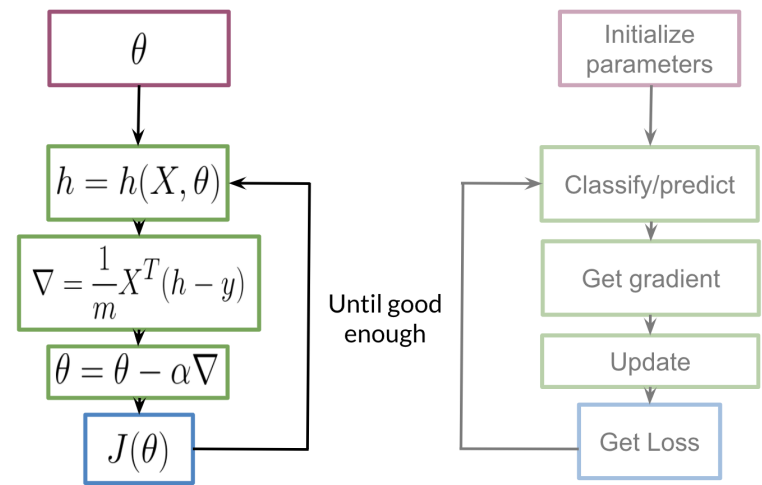 θ
h = h(X, θ)
∇ = 1/m X^T(h − y)
θ = θ − α∇
J(θ)
Until good
enough
Initialize
parameters
Classify/predict
Get gradient
Update
Get Loss